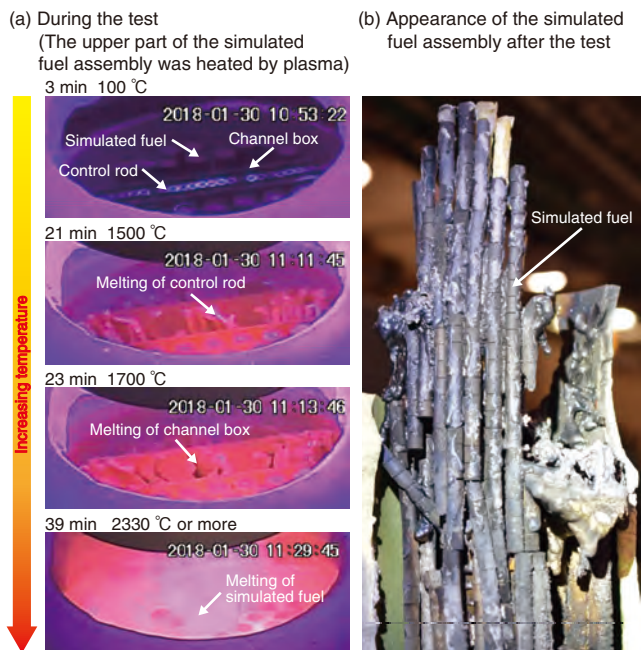 (a) During the test
(The upper part of the simulated
fuel assembly was heated by plasma)
3 min 100 ℃
2018-01-30 10:53:22
Simulated fuel
Channel box
Control rod
21 min 1500 ℃
2018-01-30 11:11:45
Melting of control rod
23 min 1700 ℃
2018-01-30 11:13:46
Melting of channel box
39 min 2330 ℃ or more
2018-01-30 11:29:45
Melting of
simulated fuel
Increasing temperature
(b) Appearance of the simulated
fuel assembly after the test
Simulated fuel